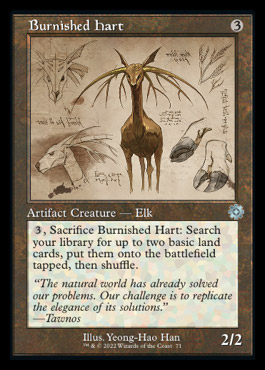 Burnished Hart 3
Artifact Creature — Elk
3, Sacrifice Burnished Hart: Search
your library for up to two basic land
cards, put them onto the battlefield
tapped, then shuffle.
“The natural world has already solved
our problems. Our challenge is to replicate
the elegance of its solutions.”
—Tawnos
Illus. Yeong-Hao Han
™ & © 2022 Wizards of the Coast 71
2/2